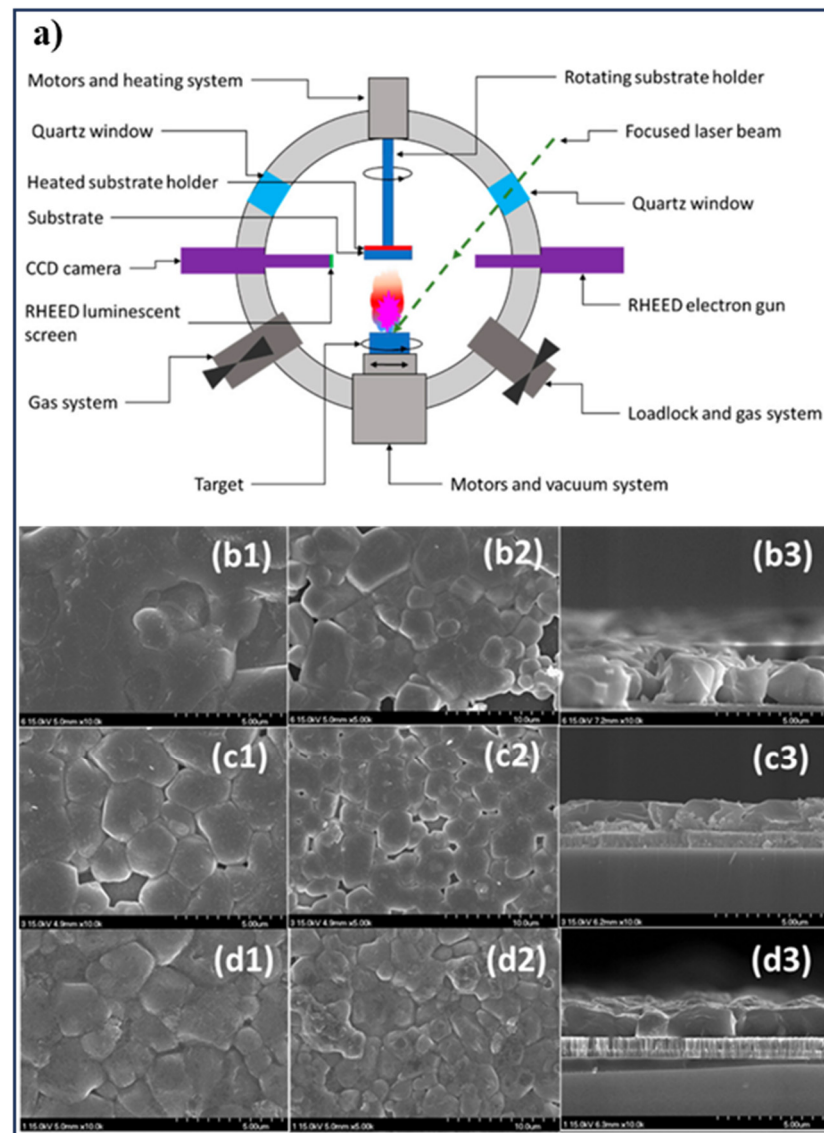 a)
Motors and heating system
Rotating substrate holder
Quartz window
Focused laser beam
Heated substrate holder
Substrate
Quartz window
CCD camera
RHEED luminescent
screen
RHEED electron gun
Gas system
Loadlock and gas system
Target
Motors and vacuum system
(b1)
6 15.0kV 5.0mm x10.0k 5.00um
(b2)
6 15.0kV 5.0mm x5.00k 10.0um
(b3)
6 15.0kV 7.2mm x10.0k 5.00um
(c1)
3 15.0kV 4.9mm x10.0k 5.00um
(c2)
3 15.0kV 4.9mm x5.00k 10.0um
(c3)
3 15.0kV 6.2mm x10.0k 5.00um
(d1)
1 15.0kV 5.0mm x10.0k 5.00um
(d2)
1 15.0kV 5.0mm x5.00k 10.0um
(d3)
1 15.0kV 6.3mm x10.0k 5.00um